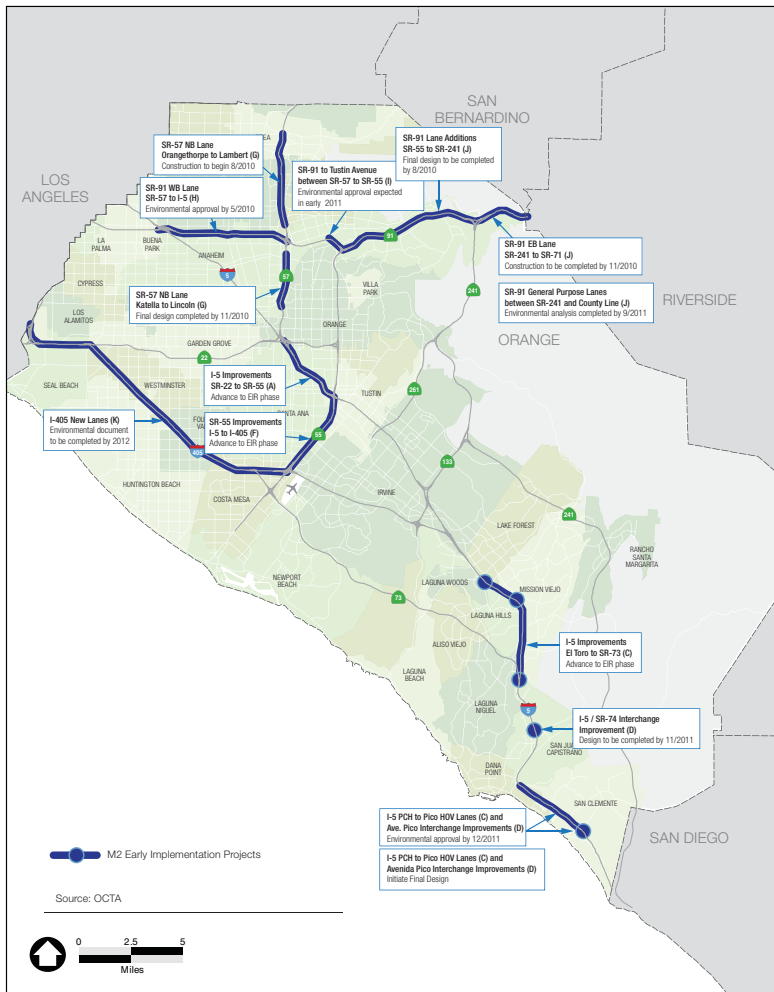 SAN
BERNARDINO
LOS
ANGELES
RIVERSIDE
ORANGE
SAN DIEGO
SR-57 NB Lane
Orangethorpe to Lambert (G)
Construction to begin 8/2010
SR-91 to Tustin Avenue
between SR-57 to SR-55 (I)
Environmental approval expected
in early 2011
SR-91 Lane Additions
SR-55 to SR-241 (J)
Final design to be completed
by 8/2010
SR-91 WB Lane
SR-57 to I-5 (H)
Environmental approval by 5/2010
SR-91 EB Lane
SR-241 to SR-71 (J)
Construction to be completed by 11/2010
SR-91 General Purpose Lanes
between SR-241 and County Line (J)
Environmental analysis completed by 9/2011
SR-57 NB Lane
Katella to Lincoln (G)
Final design completed by 11/2010
I-5 Improvements
SR-22 to SR-55 (A)
Advance to EIR phase
I-405 New Lanes (K)
Environmental document
to be completed by 2012
SR-55 Improvements
I-5 to I-405 (F)
Advance to EIR phase
LA
PALMA
BUENA
PARK
ANAHEIM
CYPRESS
LOS
ALAMITOS
VILLA
PARK
ORANGE
GARDEN GROVE
SEAL BEACH
WESTMINSTER
TUSTIN
HUNTINGTON BEACH
COSTA MESA
IRVINE
LAKE FOREST
RANCHO
SANTA
MARGARITA
NEWPORT
BEACH
LAGUNA WOODS
MISSION VIEJO
LAGUNA HILLS
ALISO VIEJO
LAGUNA
BEACH
LAGUNA
NIGUEL
DANA
POINT
CAPISTRANO
SAN CLEMENTE
91
5
57
241
22
261
55
405
133
241
73
5
I-5 Improvements
El Toro to SR-73 (C)
Advance to EIR phase
I-5 / SR-74 Interchange
Improvement (D)
Design to be completed by 11/2011
I-5 PCH to Pico HOV Lanes (C) and
Ave. Pico Interchange Improvements (D)
Environmental approval by 12/2011
I-5 PCH to Pico HOV Lanes (C) and
Avenida Pico Interchange Improvements (D)
Initiate Final Design
M2 Early Implementation Projects
Source: OCTA
0 2.5 5
Miles